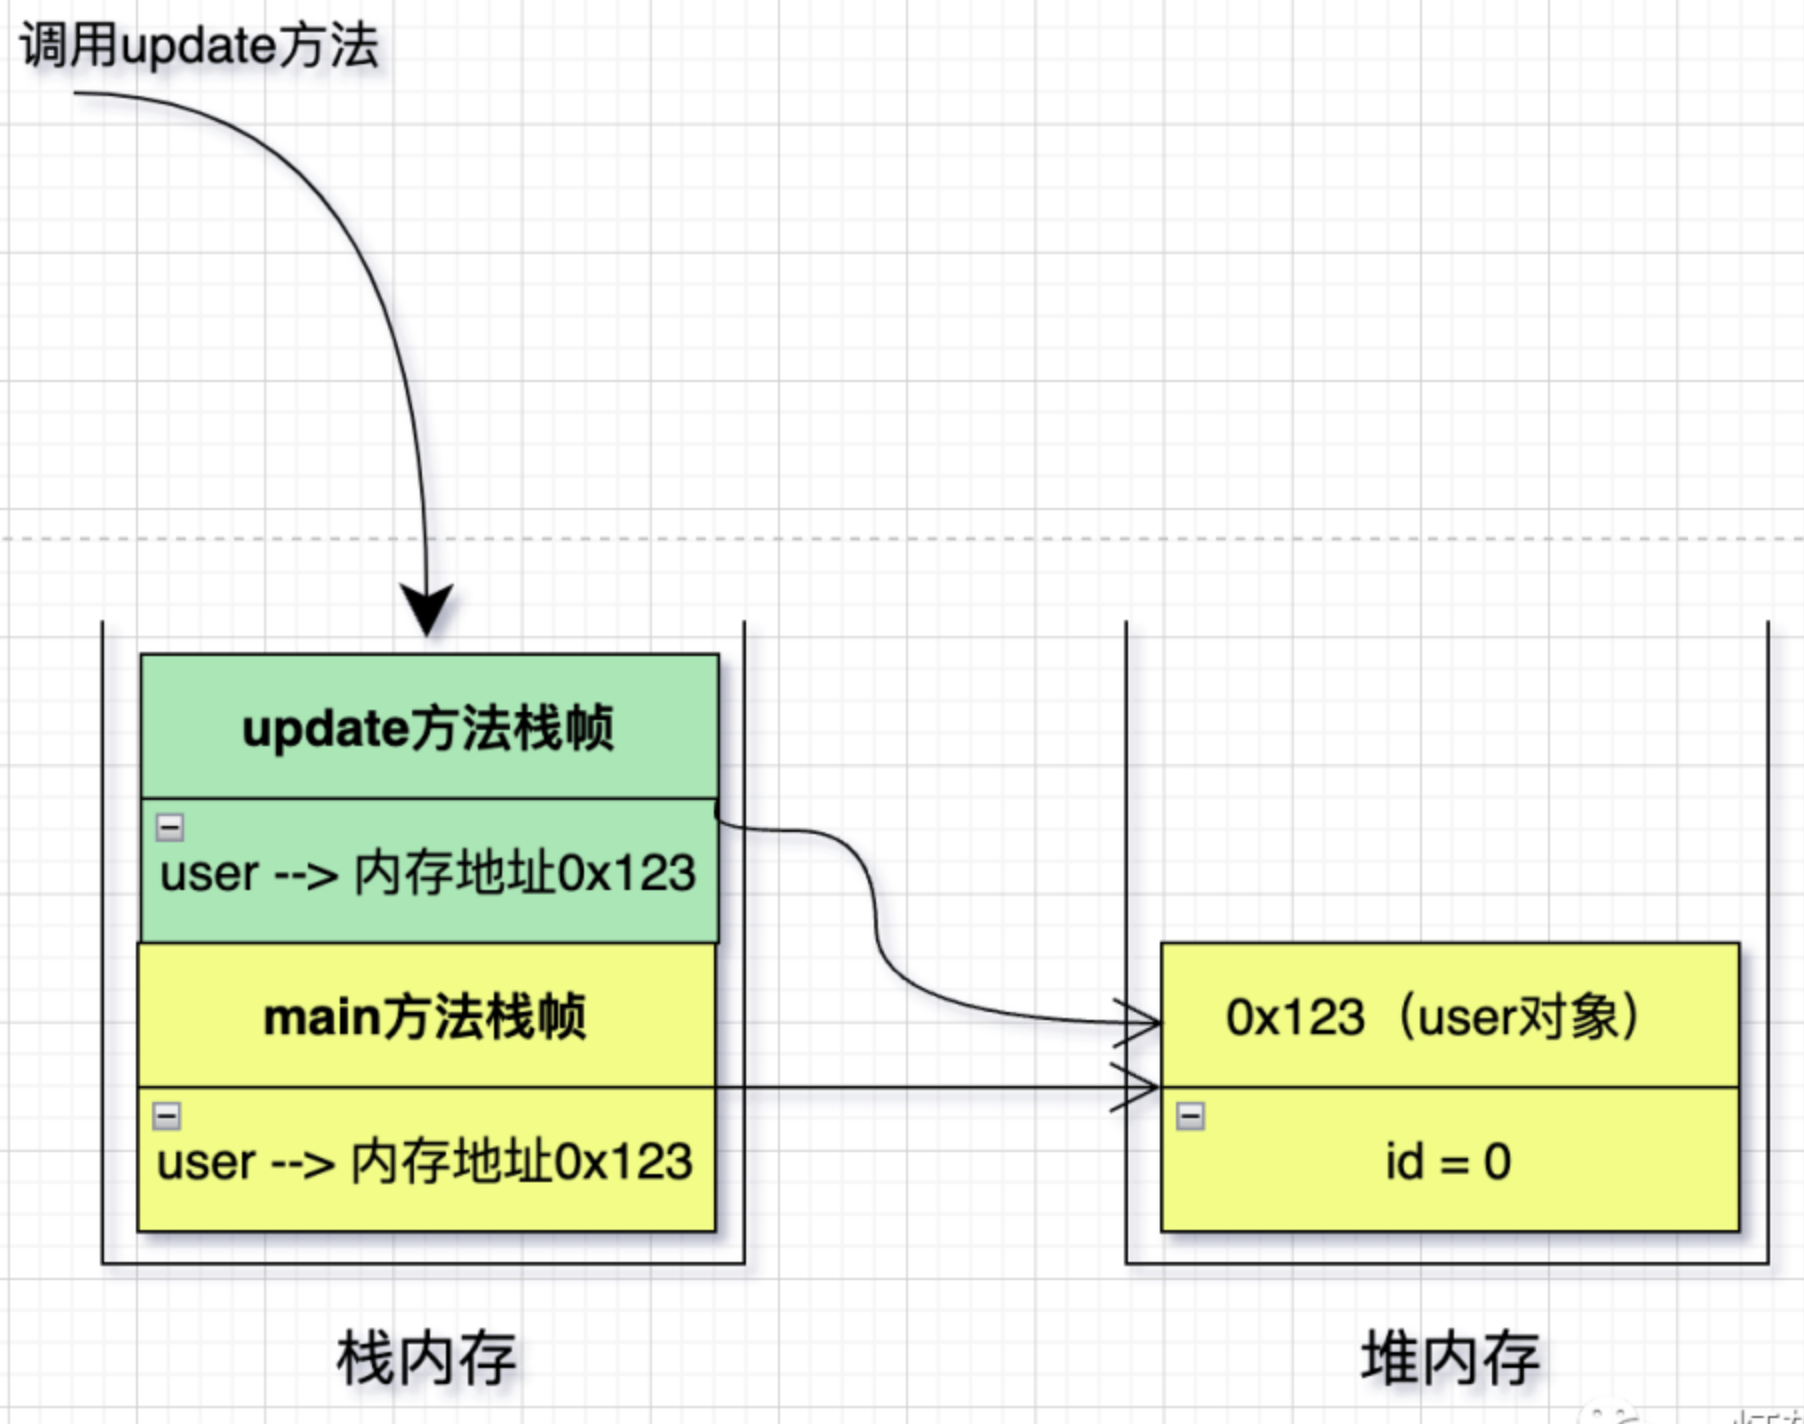 调用update方法
update方法栈帧
user --> 内存地址0x123
main方法栈帧
user --> 内存地址0x123
0x123（user对象）
id = 0
栈内存
堆内存